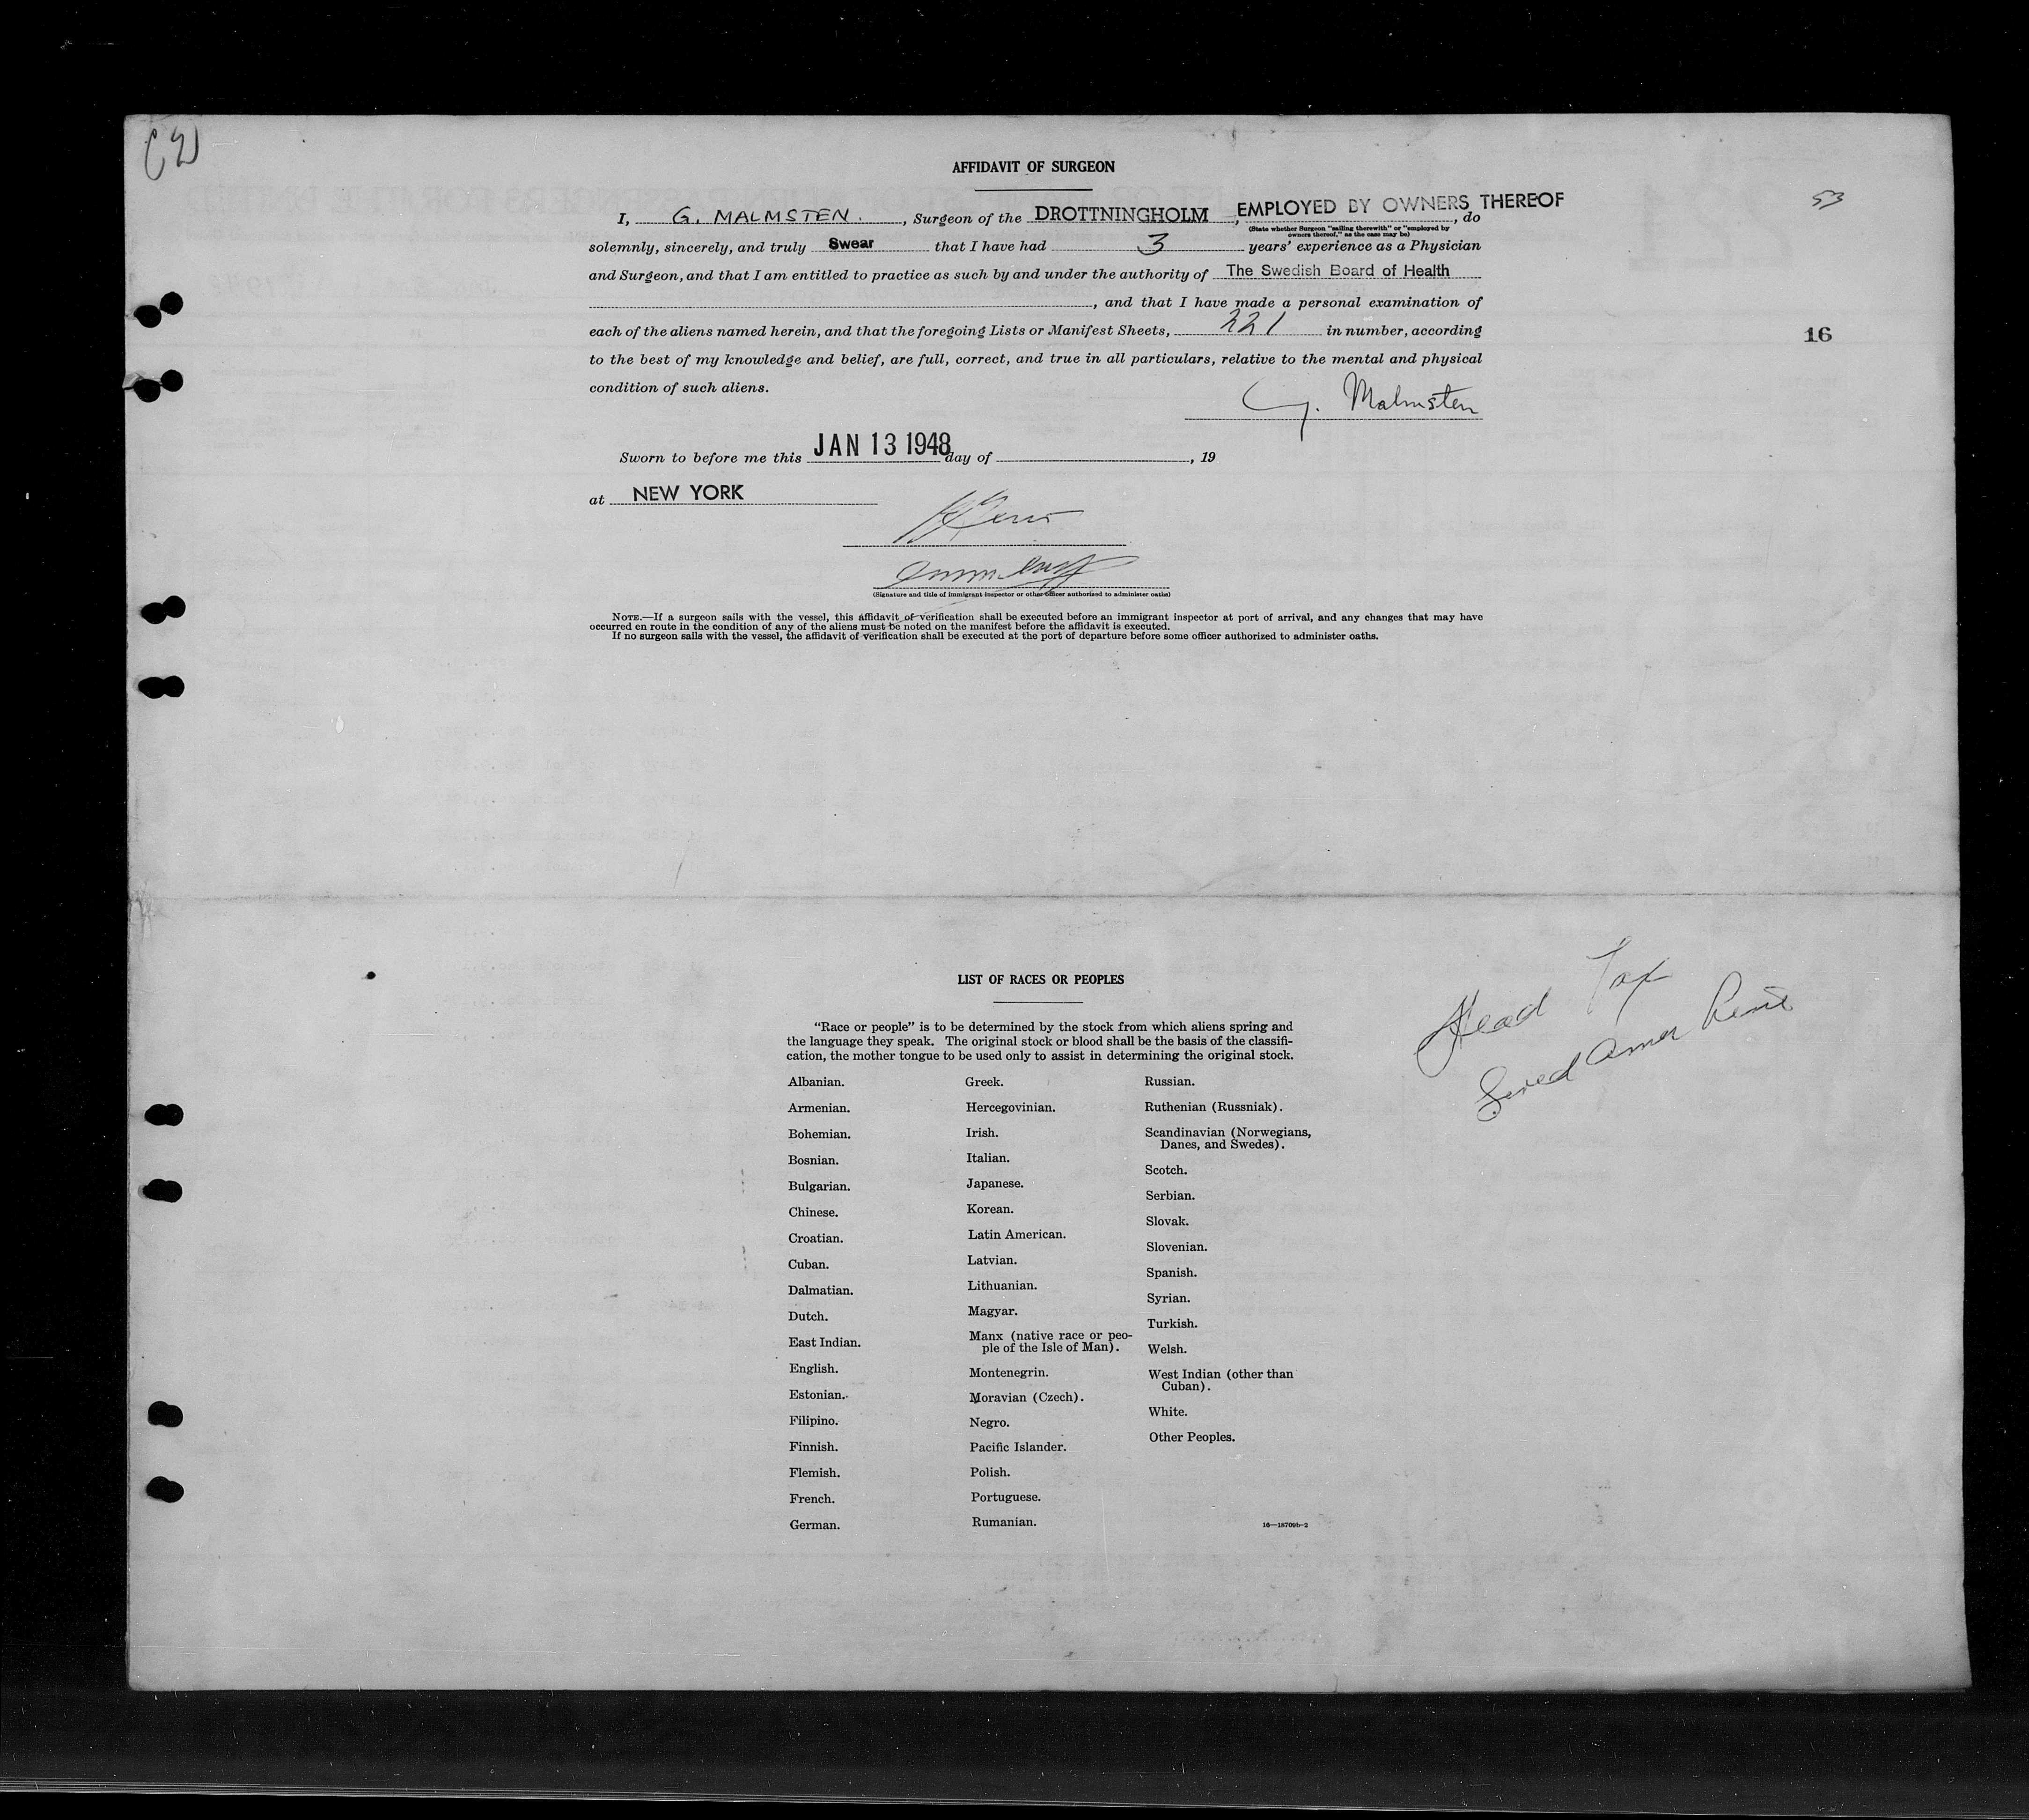 (2)
AFFIDAVIT OF SURGEON
53
I, G. MALMSTEN., Surgeon of the DROTTNINGHOLM, EMPLOYED BY OWNERS THEREOF, do
(State whether Surgeon "sailing therewith" or "employed by
owners thereof," as the case may be)
solemnly, sincerely, and truly Swear that I have had 3 years' experience as a Physician
and Surgeon, and that I am entitled to practice as such by and under the authority of The Swedish Board of Health
, and that I have made a personal examination of
each of the aliens named herein, and that the foregoing Lists or Manifest Sheets, 221 in number, according
16
to the best of my knowledge and belief, are full, correct, and true in all particulars, relative to the mental and physical
condition of such aliens.
G. Malmsten
Sworn to before me this JAN 13 1948 day of , 19
at NEW YORK
(Signature and title of immigrant inspector or other officer authorized to administer oaths)
NOTE.—If a surgeon sails with the vessel, this affidavit of verification shall be executed before an immigrant inspector at port of arrival, and any changes that may have
occurred en route in the condition of any of the aliens must be noted on the manifest before the affidavit is executed.
If no surgeon sails with the vessel, the affidavit of verification shall be executed at the port of departure before some officer authorized to administer oaths.
LIST OF RACES OR PEOPLES
"Race or people" is to be determined by the stock from which aliens spring and
the language they speak. The original stock or blood shall be the basis of the classifi-
cation, the mother tongue to be used only to assist in determining the original stock.
Albanian.
Armenian.
Bohemian.
Bosnian.
Bulgarian.
Chinese.
Croatian.
Cuban.
Dalmatian.
Dutch.
East Indian.
English.
Estonian.
Filipino.
Finnish.
Flemish.
French.
German.
Greek.
Hercegovinian.
Irish.
Italian.
Japanese.
Korean.
Latin American.
Latvian.
Lithuanian.
Magyar.
Manx (native race or peo-
ple of the Isle of Man).
Montenegrin.
Moravian (Czech).
Negro.
Pacific Islander.
Polish.
Portuguese.
Rumanian.
Russian.
Ruthenian (Russniak).
Scandinavian (Norwegians,
Danes, and Swedes).
Scotch.
Serbian.
Slovak.
Slovenian.
Spanish.
Syrian.
Turkish.
Welsh.
West Indian (other than
Cuban).
White.
Other Peoples.
16—18709b-2
Head Tax
Swed Amer Line